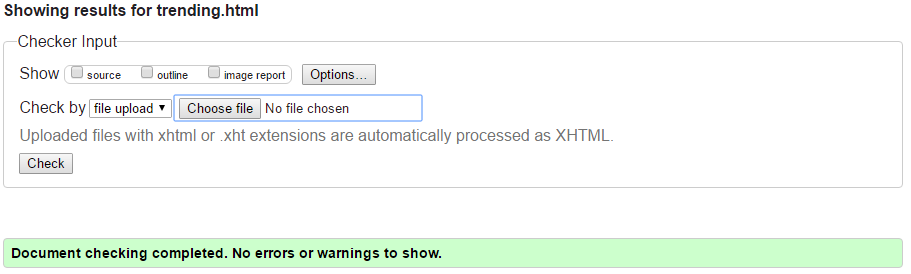 Showing results for trending.html
Checker Input
Show source outline image report Options...
Check by file upload Choose file No file chosen
Uploaded files with xhtml or .xht extensions are automatically processed as XHTML.
Check
Document checking completed. No errors or warnings to show.